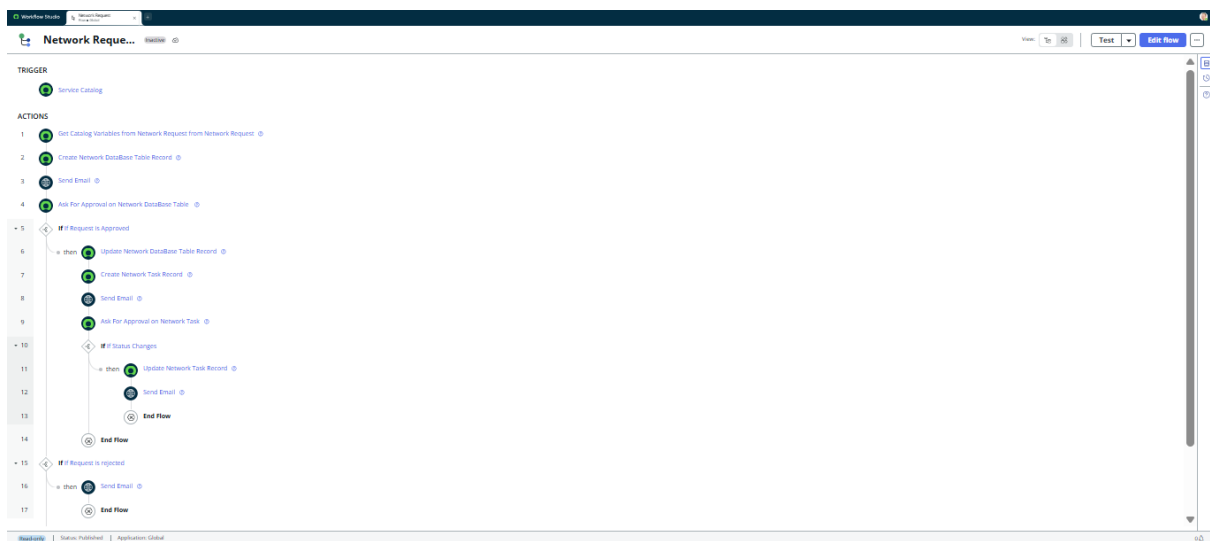 Workflow Studio
Network Request
Network Reque... Inactive
View: Test Edit flow
TRIGGER
Service Catalog
ACTIONS
1 Get Catalog Variables from Network Request from Network Request
2 Create Network DataBase Table Record
3 Send Email
4 Ask For Approval on Network DataBase Table
5 If If Request is Approved
6 then Update Network DataBase Table Record
7 Create Network Task Record
8 Send Email
9 Ask For Approval on Network Task
10 If If Status Changes
11 then Update Network Task Record
12 Send Email
13 End Flow
14 End Flow
15 If If Request is rejected
16 then Send Email
17 End Flow
Read-only | Status: Published | Application: Global